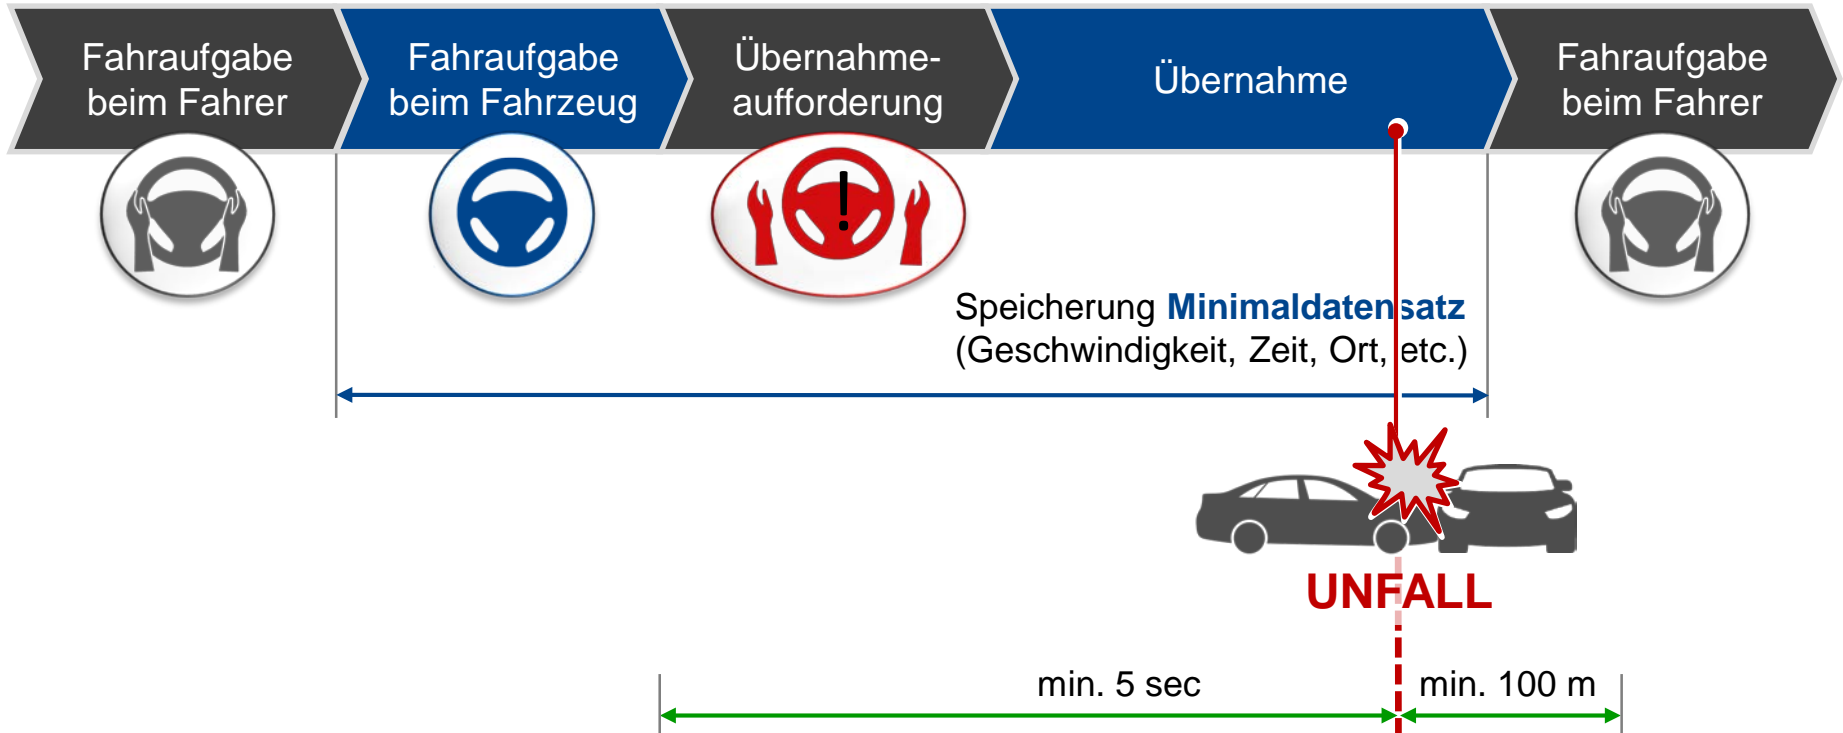 Fahraufgabe
beim Fahrer
Fahraufgabe
beim Fahrzeug
Übernahme-
aufforderung
Übernahme
Fahraufgabe
beim Fahrer
!
Speicherung Minimaldatensatz
(Geschwindigkeit, Zeit, Ort, etc.)
UNFALL
min. 5 sec
min. 100 m